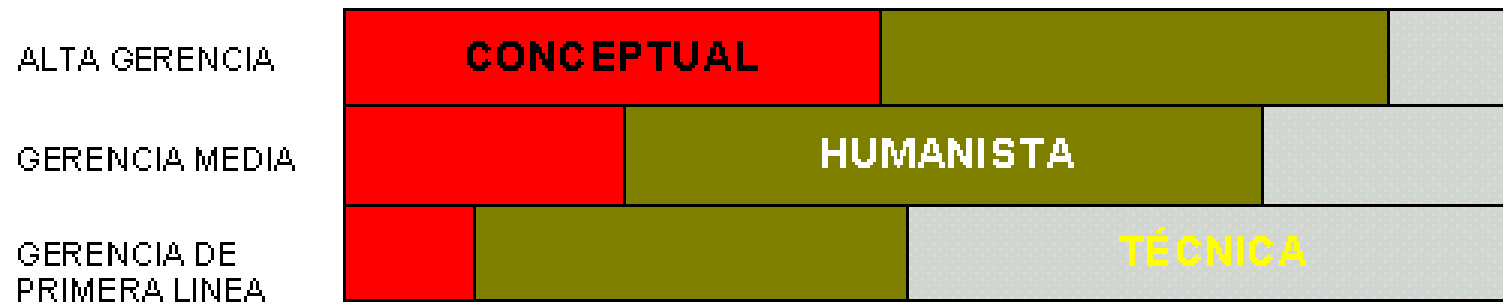 ALTA GERENCIA
CONCEPTUAL
GERENCIA MEDIA
HUMANISTA
GERENCIA DE
PRIMERA LINEA
TÉCNICA